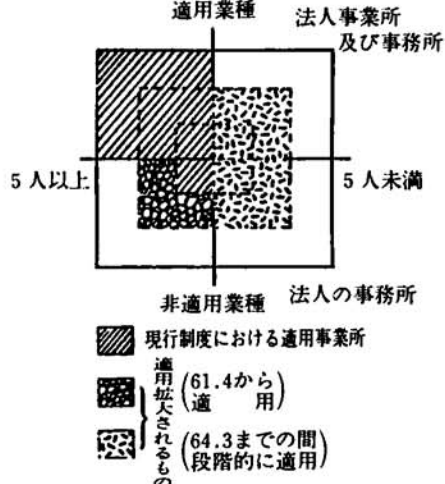 適用業種
法人事業所
及び事務所
5人以上
5人未満
非適用業種
法人の事務所
現行制度における適用事業所
適用拡大されるもの
(61.4から
適　　用)
(64.3までの間
段階的に適用)